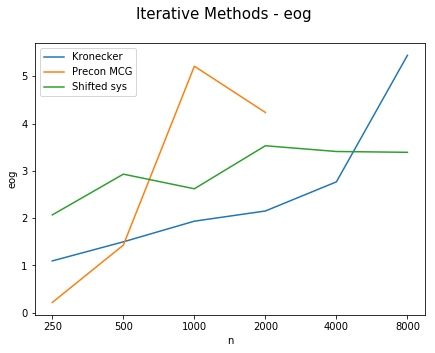 Iterative Methods - eog
Kronecker
Precon MCG
Shifted sys
5
4
3
2
1
0
eog
250 500 1000 2000 4000 8000
n